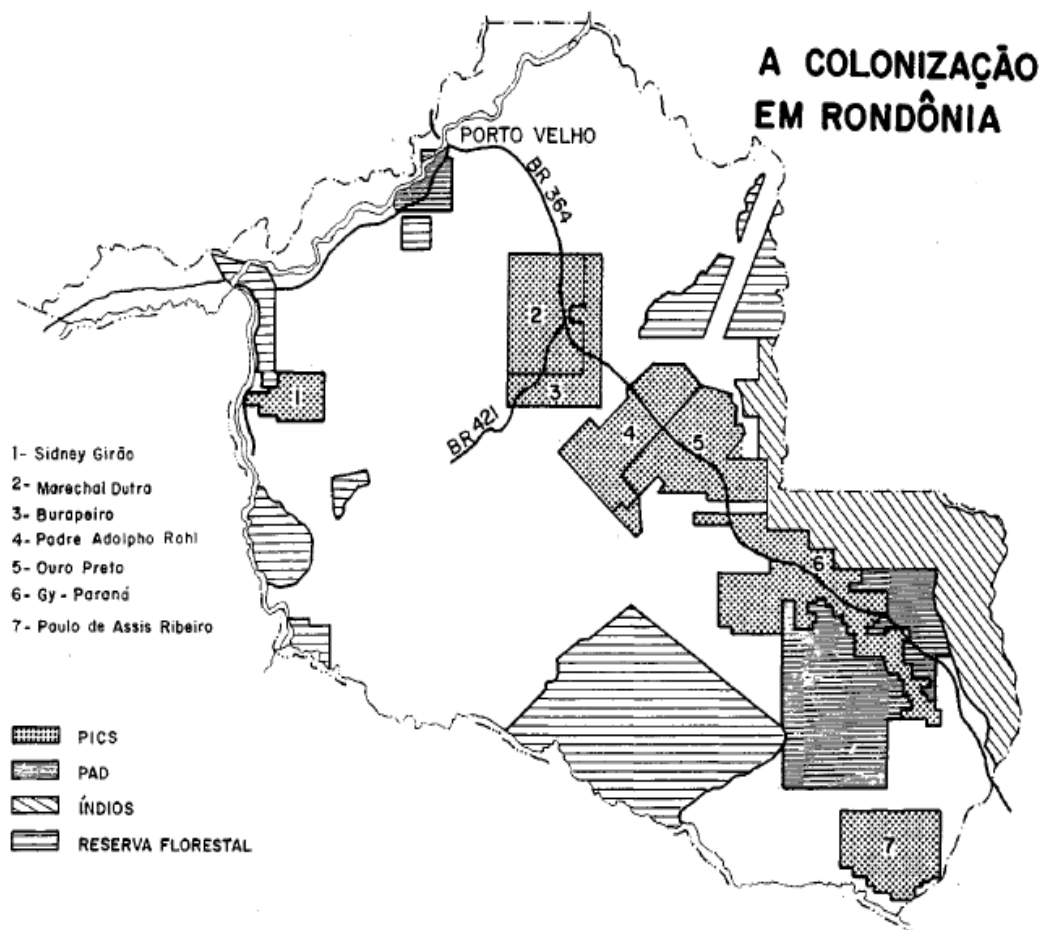 A COLONIZAÇÃO
EM RONDÔNIA
PORTO VELHO
BR 364
2
3
1
BR 421
4
5
6
7
1- Sidney Girão
2- Marechal Dutra
3- Burapeiro
4- Padre Adolpho Rohl
5- Ouro Preto
6- Gy-Paraná
7- Paulo de Assis Ribeiro
PICS
PAD
ÍNDIOS
RESERVA FLORESTAL